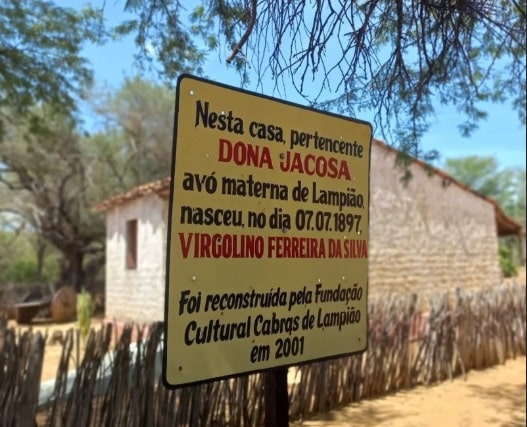 Nesta casa, pertencente
DONA JACOSA
avó materna de Lampião,
nasceu, no dia 07.07.1897,
VIRGOLINO FERREIRA DA SILVA
Foi reconstruída pela Fundação
Cultural Cabras de Lampião
em 2001